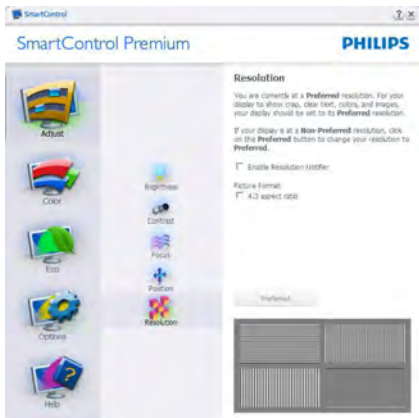 SmartControl
? ×
SmartControl Premium
PHILIPS
Adjust
Color
Eco
Options
Help
Brightness
Contrast
Focus
Position
Resolution
Resolution
You are currently at a Preferred resolution. For your
display to show crisp, clear text, colors, and images,
your display should be set to its Preferred resolution.
If your display is at a Non-Preferred resolution, click
on the Preferred button to change your resolution to
Preferred.
Enable Resolution Notifier
Picture Format
4:3 aspect ratio
Preferred